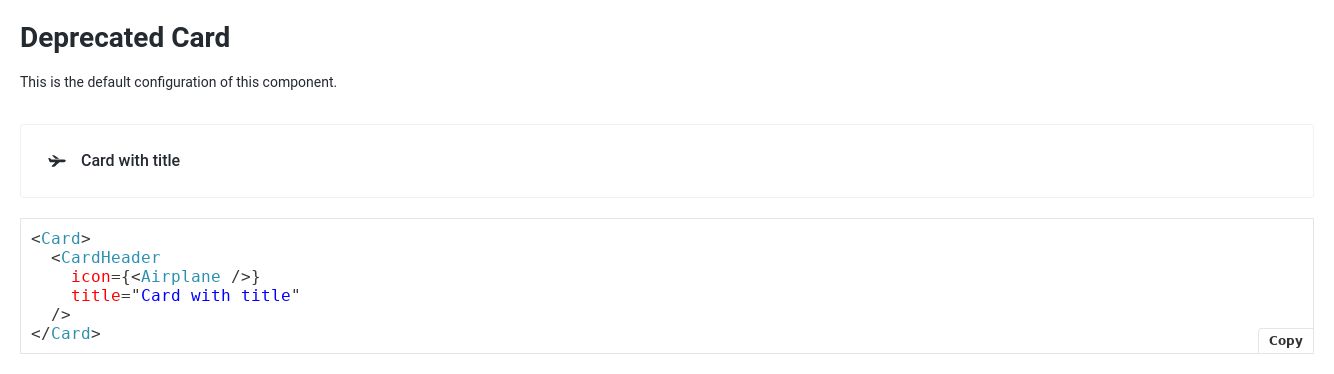 Deprecated Card
This is the default configuration of this component.
Card with title
<Card>
  <CardHeader
    icon={<Airplane />}
    title="Card with title"
  />
</Card>
Copy